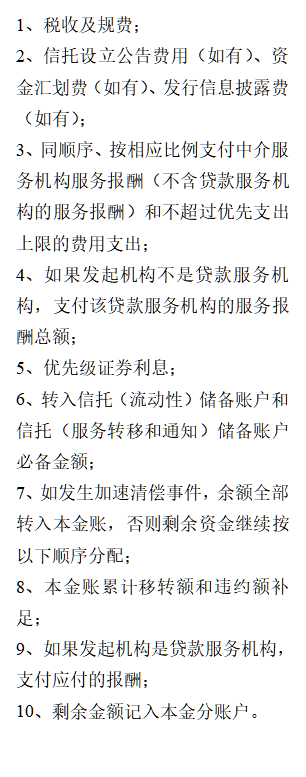 1、税收及规费；
2、信托设立公告费用（如有）、资
金汇划费（如有）、发行信息披露费
（如有）；
3、同顺序、按相应比例支付中介服
务机构服务报酬（不含贷款服务机
构的服务报酬）和不超过优先支出
上限的费用支出；
4、如果发起机构不是贷款服务机
构，支付该贷款服务机构的服务报
酬总额；
5、优先级证券利息；
6、转入信托（流动性）储备账户和
信托（服务转移和通知）储备账户
必备金额；
7、如发生加速清偿事件，余额全部
转入本金账，否则剩余资金继续按
以下顺序分配；
8、本金账累计移转额和违约额补
足；
9、如果发起机构是贷款服务机构，
支付应付的报酬；
10、剩余金额记入本金分账户。